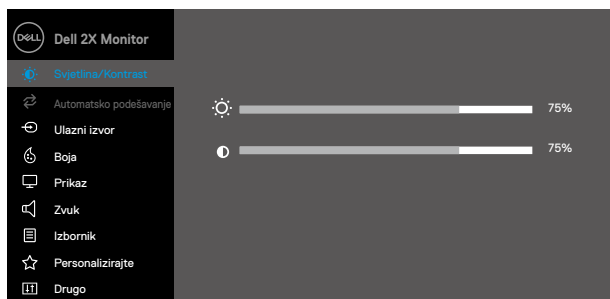 DELL
Dell 2X Monitor
Svjetlina/Kontrast
Automatsko podešavanje
75%
Ulazni izvor
75%
Boja
Prikaz
Zvuk
Izbornik
Personalizirajte
Drugo